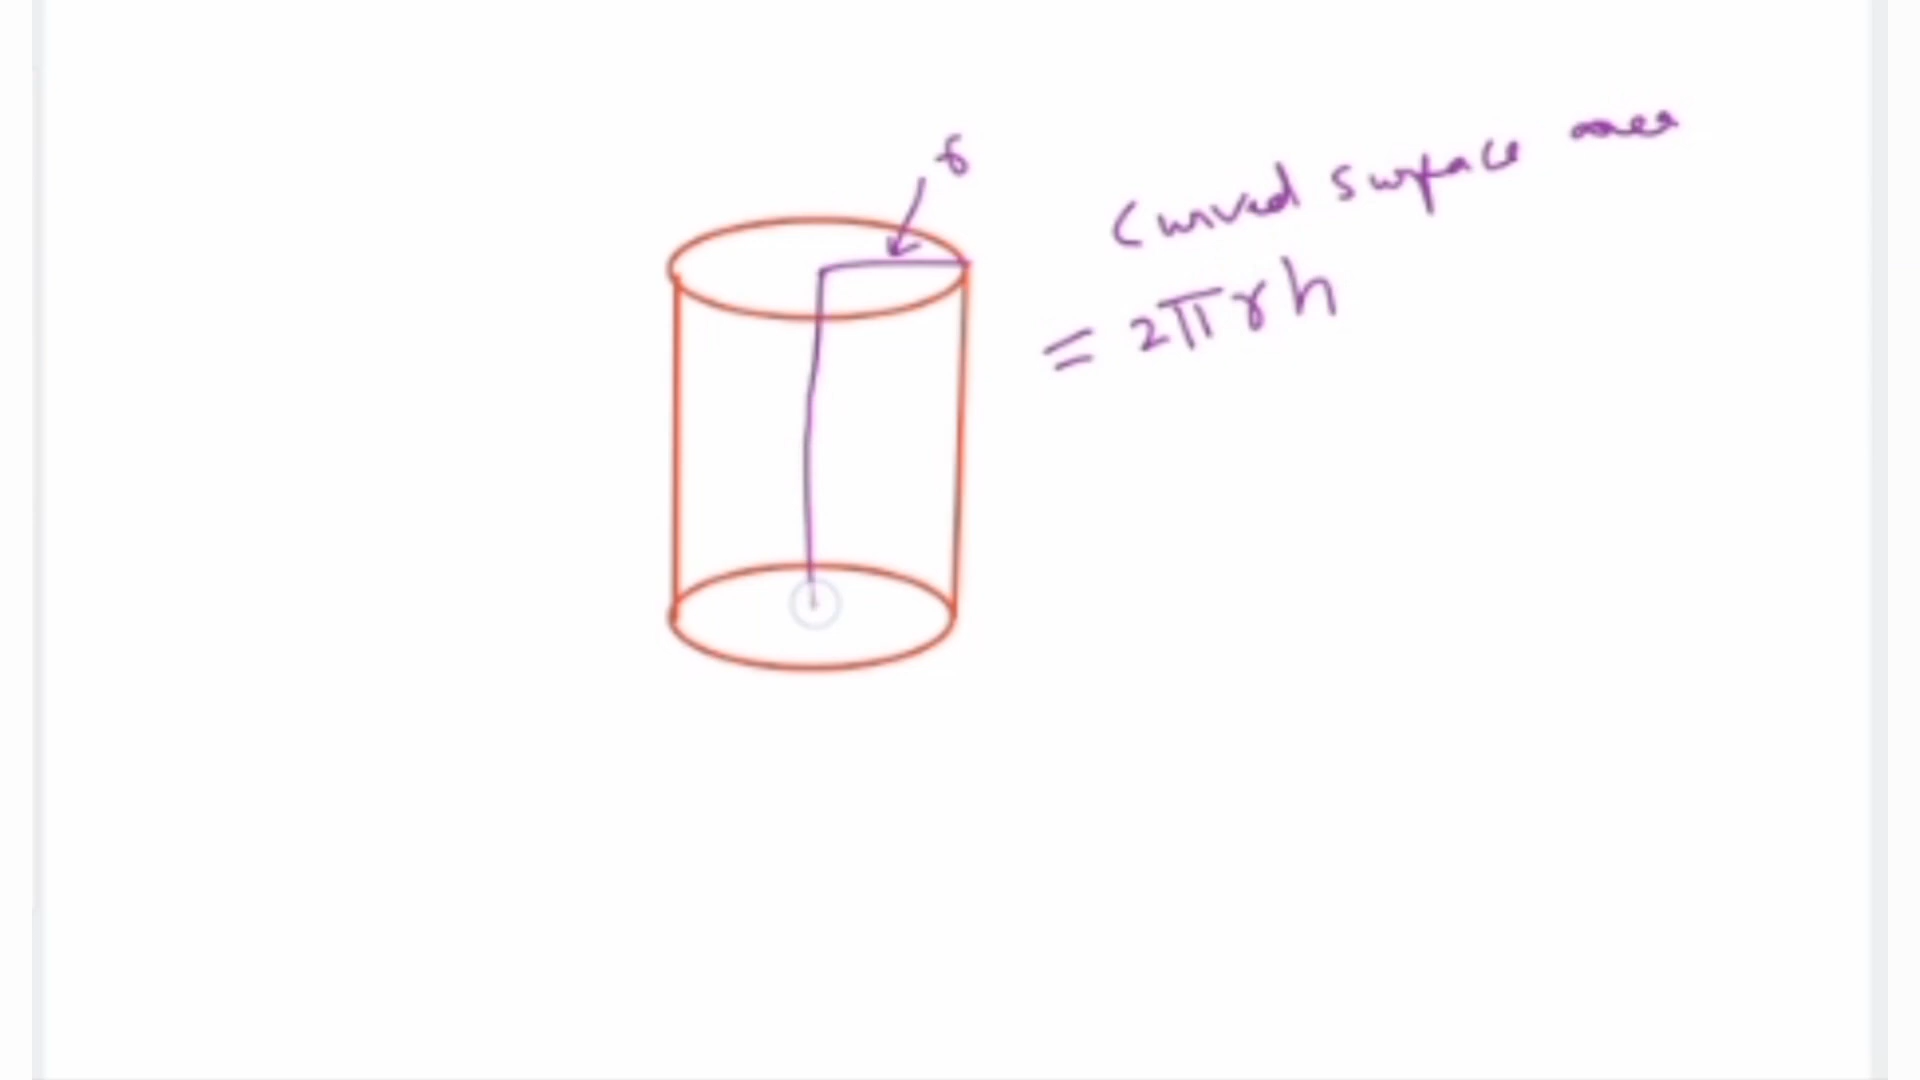 r
Curved surface area
= 2πrh